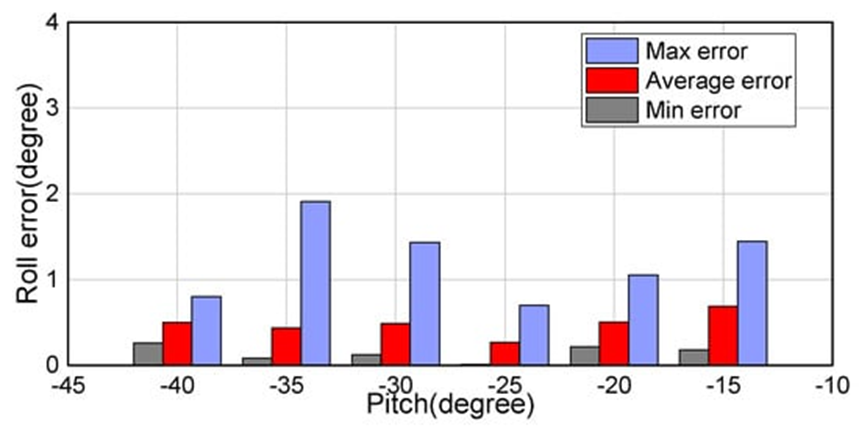 4
3
2
1
0
Roll error(degree)
Max error
Average error
Min error
-45 -40 -35 -30 -25 -20 -15 -10
Pitch(degree)